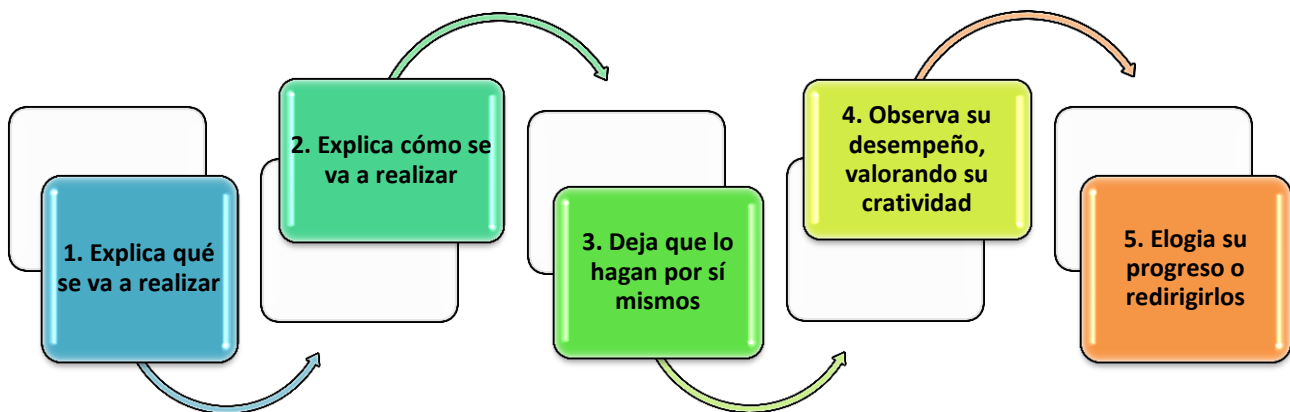 1. Explica qué
se va a realizar
2. Explica cómo se
va a realizar
3. Deja que lo
hagan por sí
mismos
4. Observa su
desempeño,
valorando su
cratividad
5. Elogia su
progreso o
redirigirlos